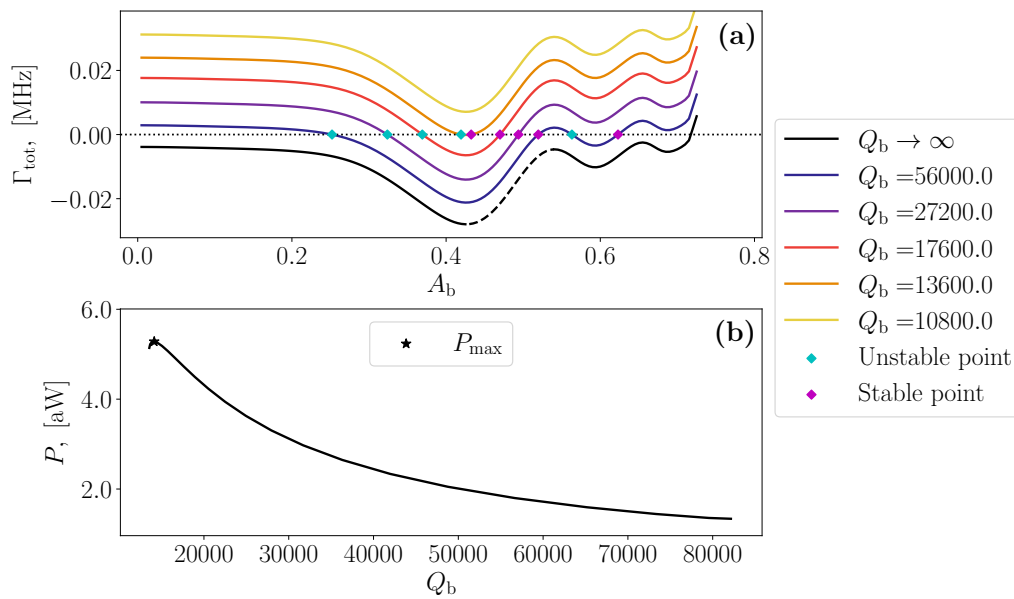 (a)
0.02
0.00
−0.02
Γtot, [MHz]
0.0
0.2
0.4
0.6
0.8
Ab
Qb → ∞
Qb =56000.0
Qb =27200.0
Qb =17600.0
Qb =13600.0
Qb =10800.0
Unstable point
Stable point
(b)
Pmax
6.0
4.0
2.0
P, [aW]
20000
30000
40000
50000
60000
70000
80000
Qb